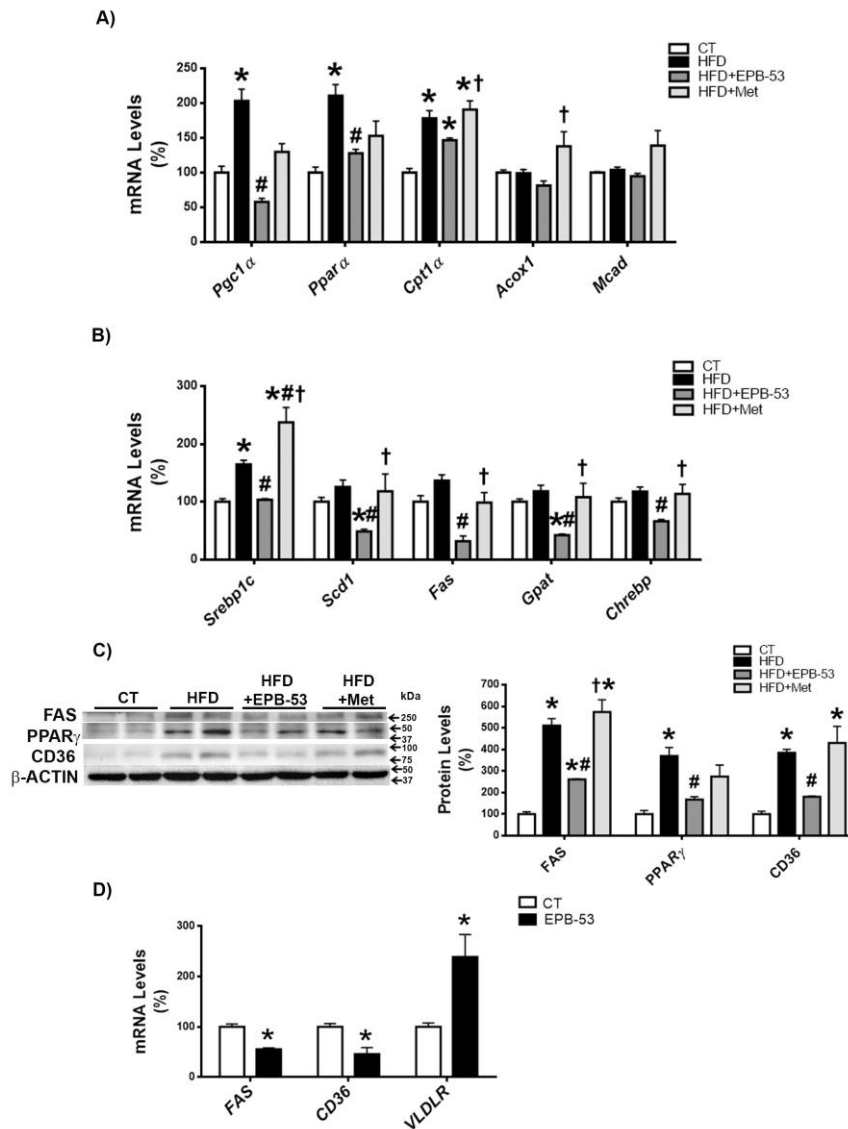 A)
CT
HFD
HFD+EPB-53
HFD+Met
mRNA Levels
(%)
250
200
150
100
50
0
* # * # * * *† †
Pgc1α Pparα Cpt1α Acox1 Mcad
B)
CT
HFD
HFD+EPB-53
HFD+Met
mRNA Levels
(%)
300
200
100
0
* # *#† *# † # † *# † # †
Srebp1c Scd1 Fas Gpat Chrebp
C)
CT HFD HFD +EPB-53 HFD +Met kDa
FAS
PPARγ
CD36
β-ACTIN
250
50
37
100
75
50
37
CT
HFD
HFD+EPB-53
HFD+Met
Protein Levels
(%)
700
600
500
400
300
200
100
0
* *# †* * # * # *
FAS PPARγ CD36
D)
CT
EPB-53
mRNA Levels
(%)
300
200
100
0
* * *
FAS CD36 VLDLR